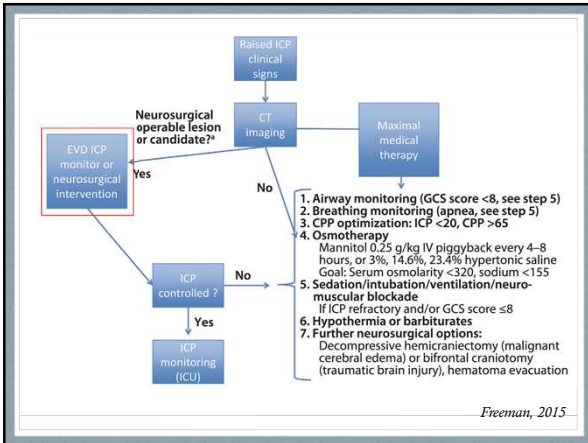 Raised ICP
clinical
signs
Neurosurgical
operable lesion
or candidate?ᵃ
CT
imaging
Maximal
medical
therapy
EVD ICP
monitor or
neurosurgical
intervention
Yes
No
1. Airway monitoring (GCS score <8, see step 5)
2. Breathing monitoring (apnea, see step 5)
3. CPP optimization: ICP <20, CPP >65
4. Osmotherapy
Mannitol 0.25 g/kg IV piggyback every 4–8
hours, or 3%, 14.6%, 23.4% hypertonic saline
Goal: Serum osmolarity <320, sodium <155
5. Sedation/intubation/ventilation/neuro-
muscular blockade
If ICP refractory and/or GCS score ≤8
6. Hypothermia or barbiturates
7. Further neurosurgical options:
Decompressive hemicraniectomy (malignant
cerebral edema) or bifrontal craniotomy
(traumatic brain injury), hematoma evacuation
ICP
controlled ?
No
Yes
ICP
monitoring
(ICU)
Freeman, 2015